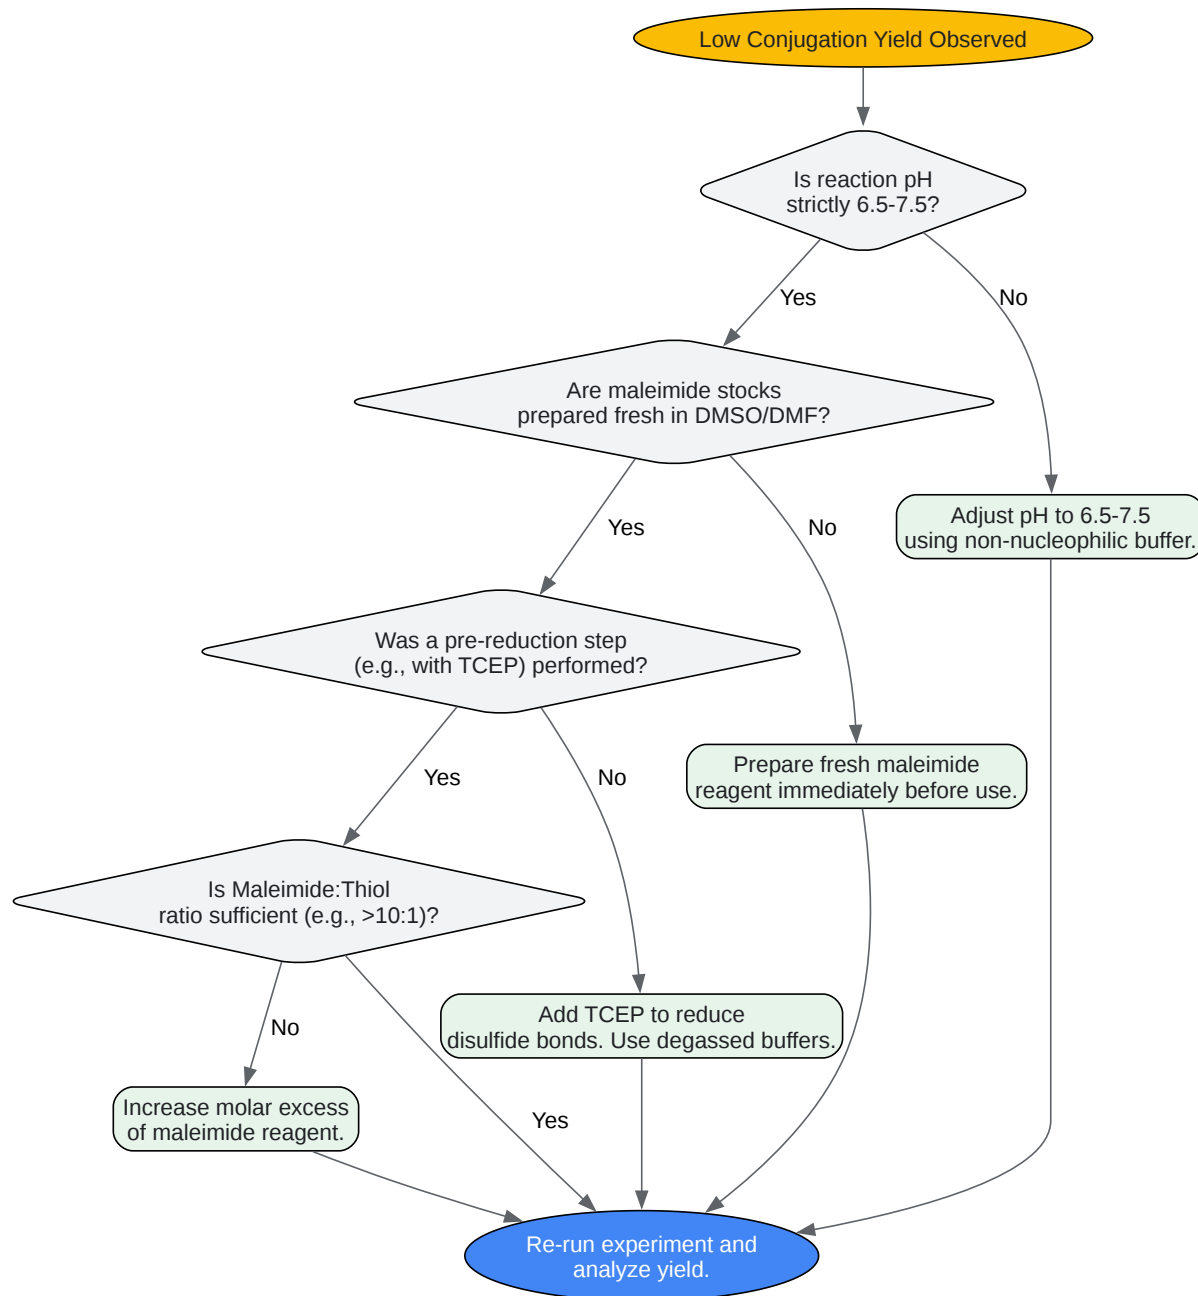 Low Conjugation Yield Observed
Is reaction pH
strictly 6.5-7.5?
Yes
No
Are maleimide stocks
prepared fresh in DMSO/DMF?
Yes
No
Adjust pH to 6.5-7.5
using non-nucleophilic buffer.
Was a pre-reduction step
(e.g., with TCEP) performed?
Yes
No
Prepare fresh maleimide
reagent immediately before use.
Is Maleimide:Thiol
ratio sufficient (e.g., >10:1)?
No
Yes
Add TCEP to reduce
disulfide bonds. Use degassed buffers.
Increase molar excess
of maleimide reagent.
Re-run experiment and
analyze yield.